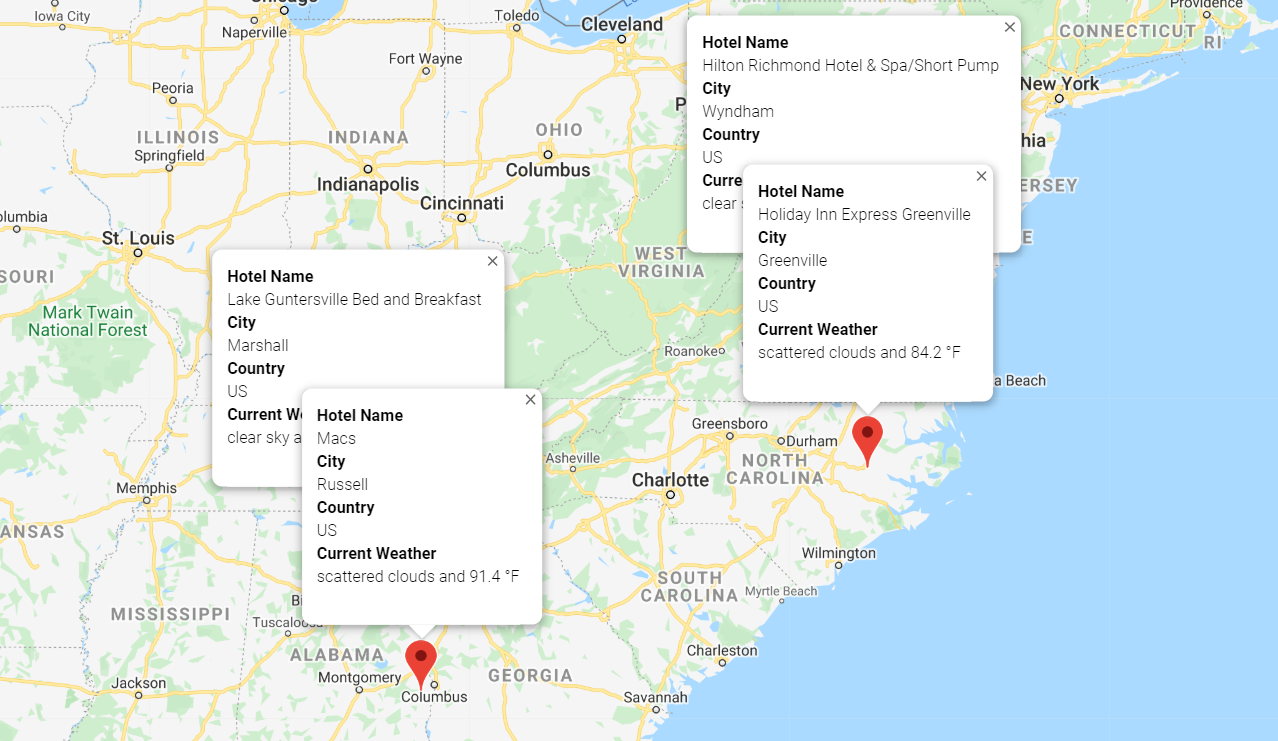 Chicago
Iowa City
Naperville
Toledo
Cleveland
Providence
CONNECTICUT
RI
Fort Wayne
New York
Peoria
ILLINOIS
INDIANA
OHIO
Springfield
Columbus
Indianapolis
Cincinnati
St. Louis
WEST
VIRGINIA
Mark Twain
National Forest
Roanoke
Beach
Greensboro
Durham
NORTH
CAROLINA
Asheville
Charlotte
Memphis
Wilmington
SOUTH
CAROLINA
Myrtle Beach
MISSISSIPPI
Tuscaloosa
ALABAMA
GEORGIA
Charleston
Montgomery
Columbus
Jackson
Savannah
Hotel Name
Hilton Richmond Hotel & Spa/Short Pump
City
Wyndham
Country
US
clear
Hotel Name
Holiday Inn Express Greenville
City
Greenville
Country
US
Current Weather
scattered clouds and 84.2 °F
Hotel Name
Lake Guntersville Bed and Breakfast
City
Marshall
Country
US
Current
clear sky
Hotel Name
Macs
City
Russell
Country
US
Current Weather
scattered clouds and 91.4 °F